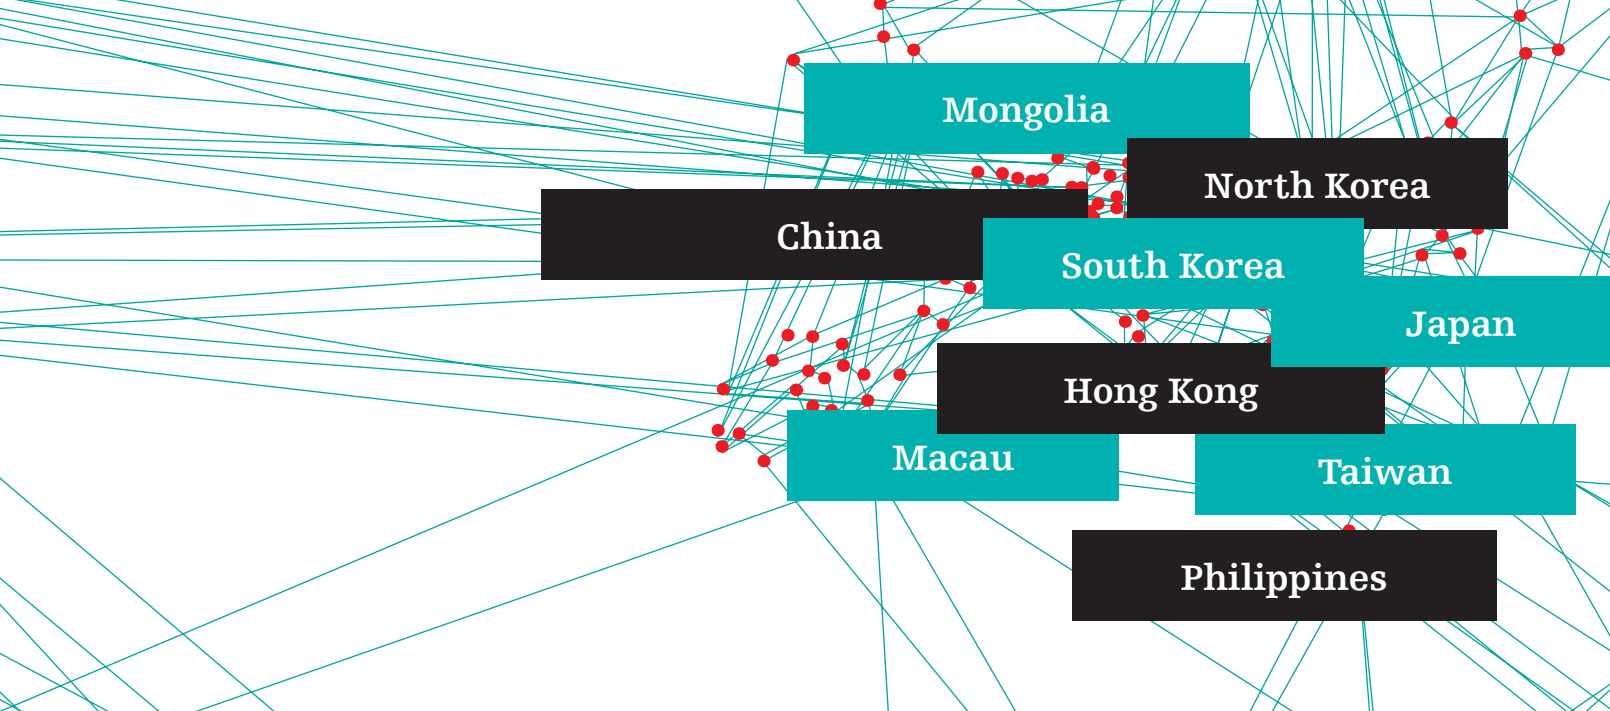 Mongolia
North Korea
China
South Korea
Japan
Hong Kong
Macau
Taiwan
Philippines